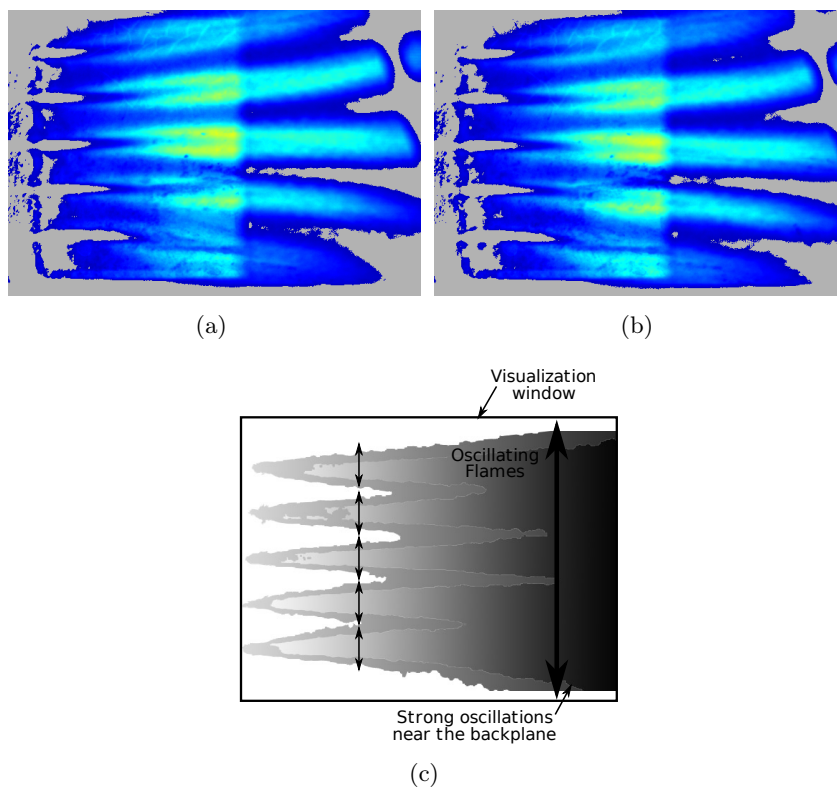 (a)
(b)
Visualization
window
Oscillating
Flames
Strong oscillations
near the backplane
(c)